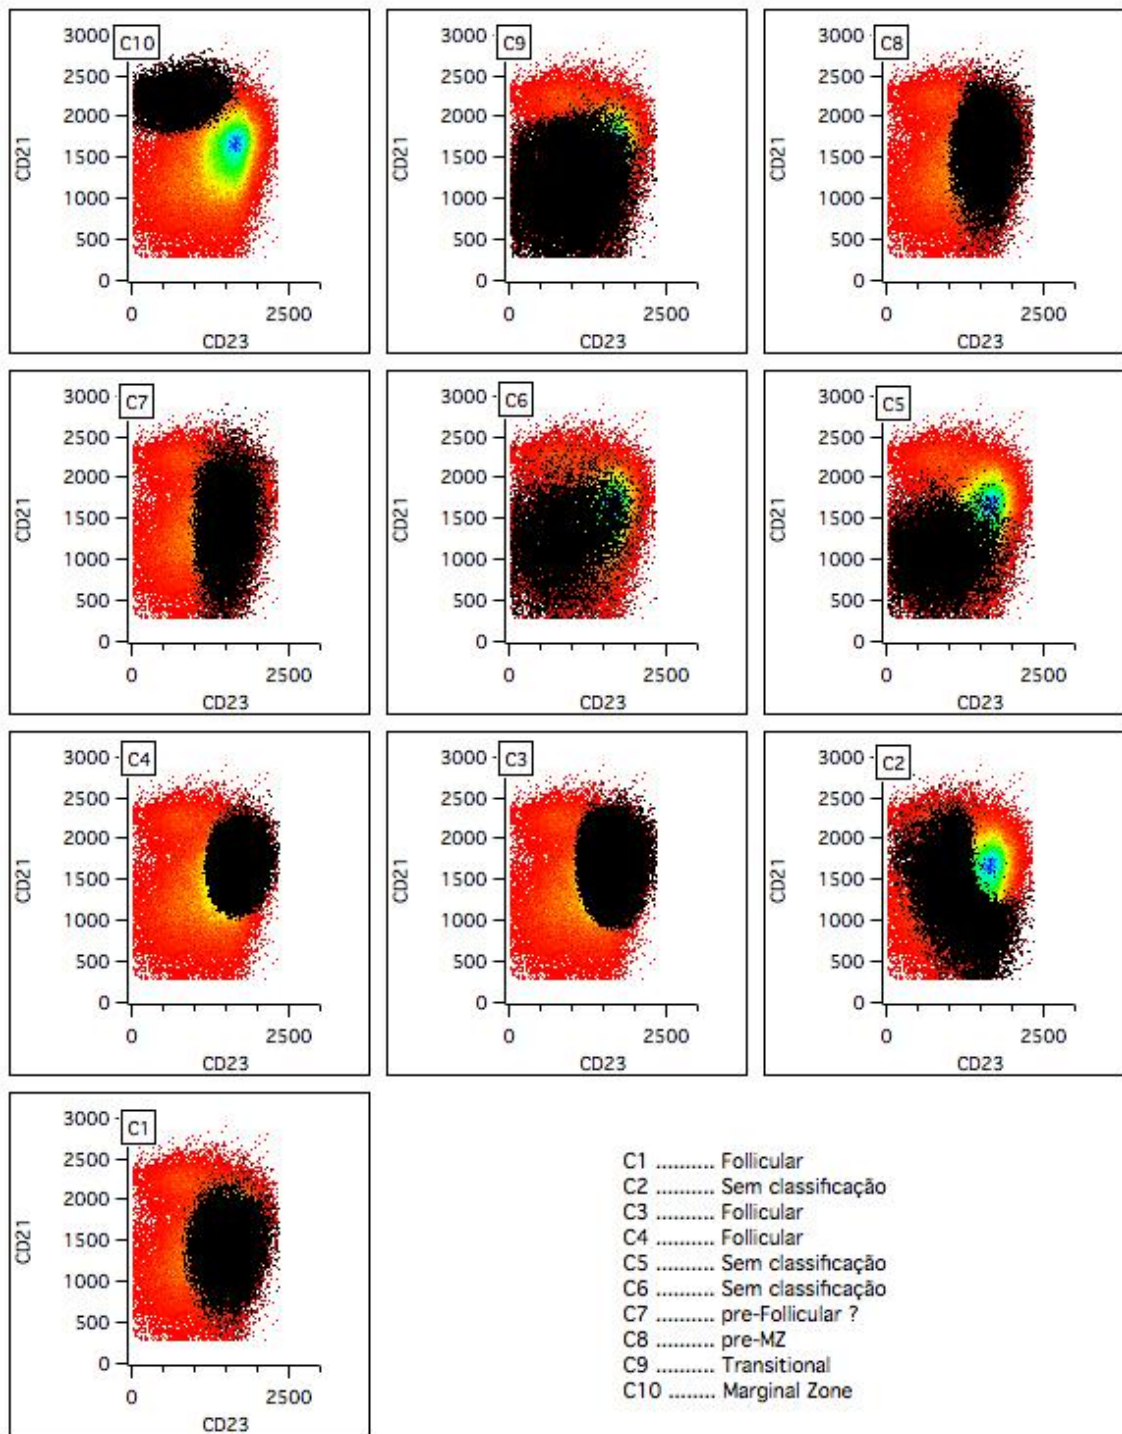 C10
3000
2500
2000
1500
1000
500
0
CD21
0 2500
CD23
C9
3000
2500
2000
1500
1000
500
0
CD21
0 2500
CD23
C8
3000
2500
2000
1500
1000
500
0
CD21
0 2500
CD23
C7
3000
2500
2000
1500
1000
500
0
CD21
0 2500
CD23
C6
3000
2500
2000
1500
1000
500
0
CD21
0 2500
CD23
C5
3000
2500
2000
1500
1000
500
0
CD21
0 2500
CD23
C4
3000
2500
2000
1500
1000
500
0
CD21
0 2500
CD23
C3
3000
2500
2000
1500
1000
500
0
CD21
0 2500
CD23
C2
3000
2500
2000
1500
1000
500
0
CD21
0 2500
CD23
C1
3000
2500
2000
1500
1000
500
0
CD21
0 2500
CD23
C1 .......... Follicular
C2 .......... Sem classificação
C3 .......... Follicular
C4 .......... Follicular
C5 .......... Sem classificação
C6 .......... Sem classificação
C7 .......... pre-Follicular ?
C8 .......... pre-MZ
C9 .......... Transitional
C10 ........ Marginal Zone